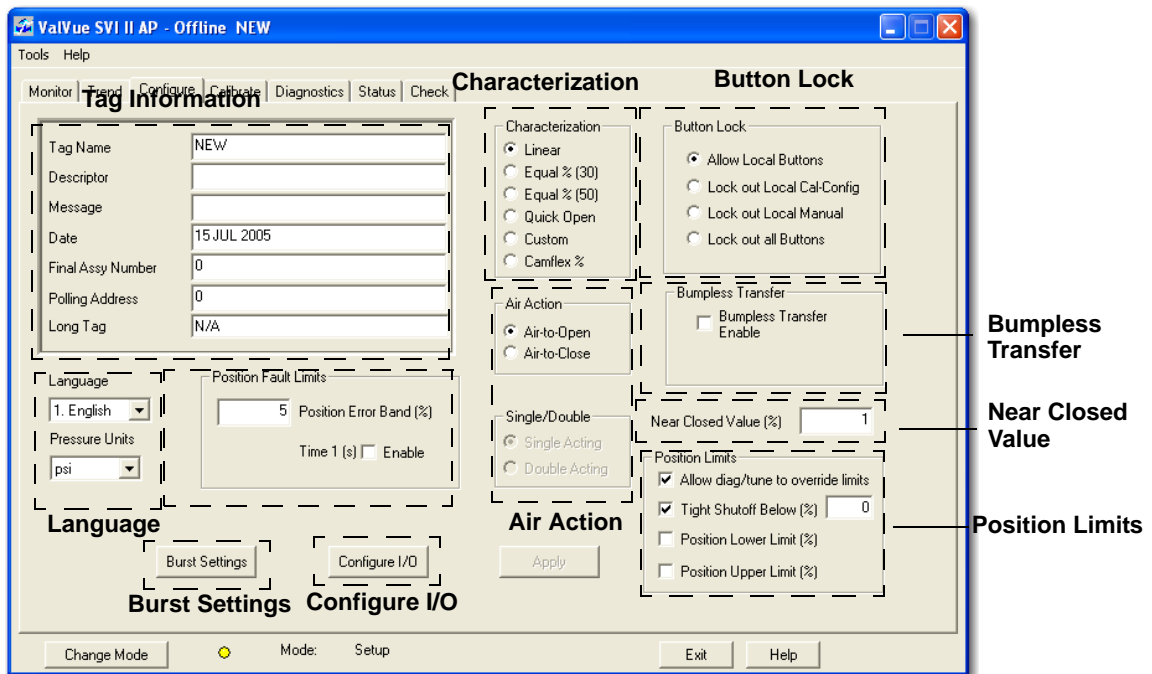 ValVue SVI II AP - Offline NEW
Tools Help
Characterization
Button Lock
Monitor Trend Configure Calibrate Diagnostics Status Check
Tag Information
Tag Name NEW
Descriptor
Message
Date 15 JUL 2005
Final Assy Number 0
Polling Address 0
Long Tag N/A
Characterization
Linear
Equal % (30)
Equal % (50)
Quick Open
Custom
Camflex %
Button Lock
Allow Local Buttons
Lock out Local Cal-Config
Lock out Local Manual
Lock out all Buttons
Air Action
Air-to-Open
Air-to-Close
Bumpless Transfer
Bumpless Transfer
Enable
Bumpless
Transfer
Language
1. English
Pressure Units
psi
Language
Position Fault Limits
5 Position Error Band (%)
Time 1 (s) Enable
Single/Double
Single Acting
Double Acting
Air Action
Near Closed Value (%) 1
Near Closed
Value
Position Limits
Allow diag/tune to override limits
Tight Shutoff Below (%) 0
Position Lower Limit (%)
Position Upper Limit (%)
Position Limits
Burst Settings
Configure I/O
Apply
Burst Settings
Configure I/O
Change Mode
Mode: Setup
Exit
Help